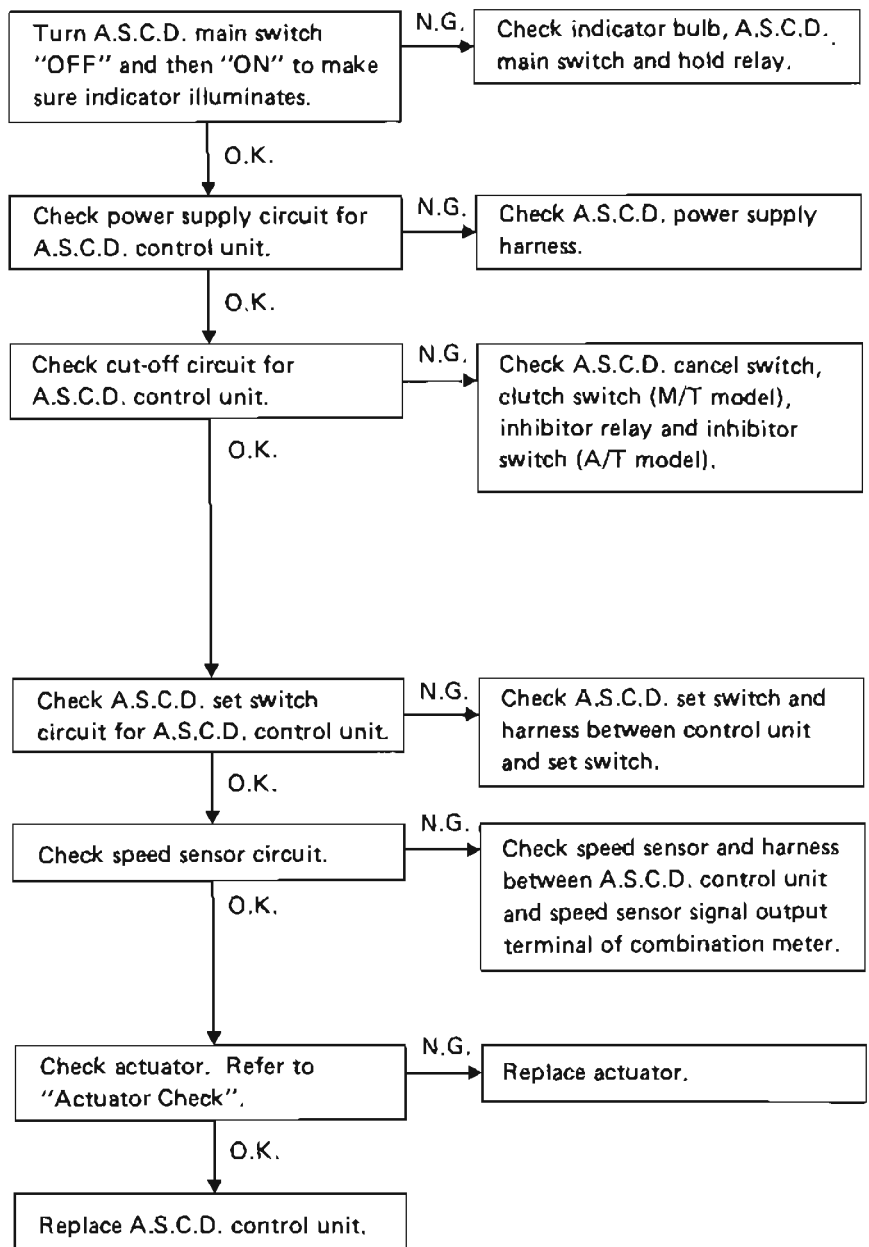 Turn A.S.C.D. main switch
"OFF" and then "ON" to make
sure indicator illuminates.
N.G.
Check indicator bulb, A.S.C.D.
main switch and hold relay.
O.K.
Check power supply circuit for
A.S.C.D. control unit.
N.G.
Check A.S.C.D. power supply
harness.
O.K.
Check cut-off circuit for
A.S.C.D. control unit.
N.G.
Check A.S.C.D. cancel switch,
clutch switch (M/T model),
inhibitor relay and inhibitor
switch (A/T model).
O.K.
Check A.S.C.D. set switch
circuit for A.S.C.D. control unit.
N.G.
Check A.S.C.D. set switch and
harness between control unit
and set switch.
O.K.
Check speed sensor circuit.
N.G.
Check speed sensor and harness
between A.S.C.D. control unit
and speed sensor signal output
terminal of combination meter.
O.K.
Check actuator. Refer to
"Actuator Check".
N.G.
Replace actuator.
O.K.
Replace A.S.C.D. control unit.